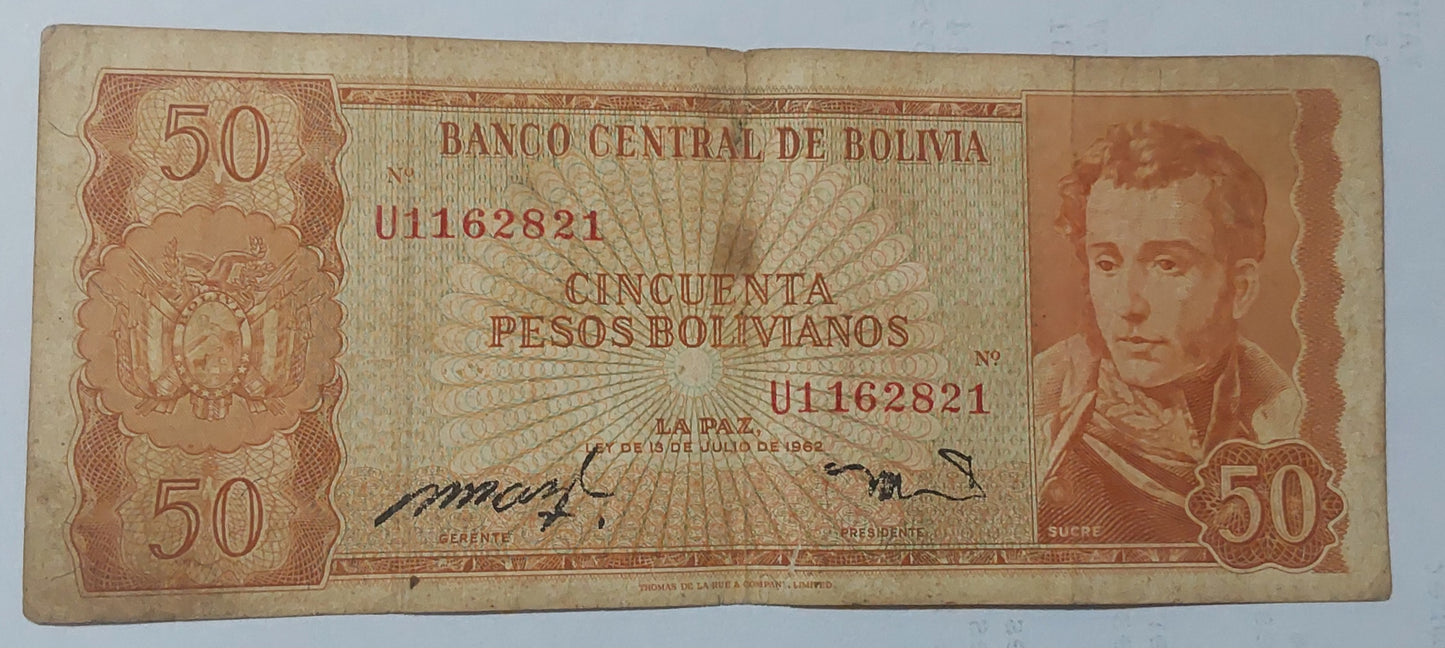 50
BANCO CENTRAL DE BOLIVIA
Nº
U1162821
CINCUENTA
PESOS BOLIVIANOS
Nº
U1162821
LA PAZ,
LEY DE 13 DE JULIO DE 1962
50
GERENTE
PRESIDENTE
SUCRE
50
THOMAS DE LA RUE & COMPANY, LIMITED.